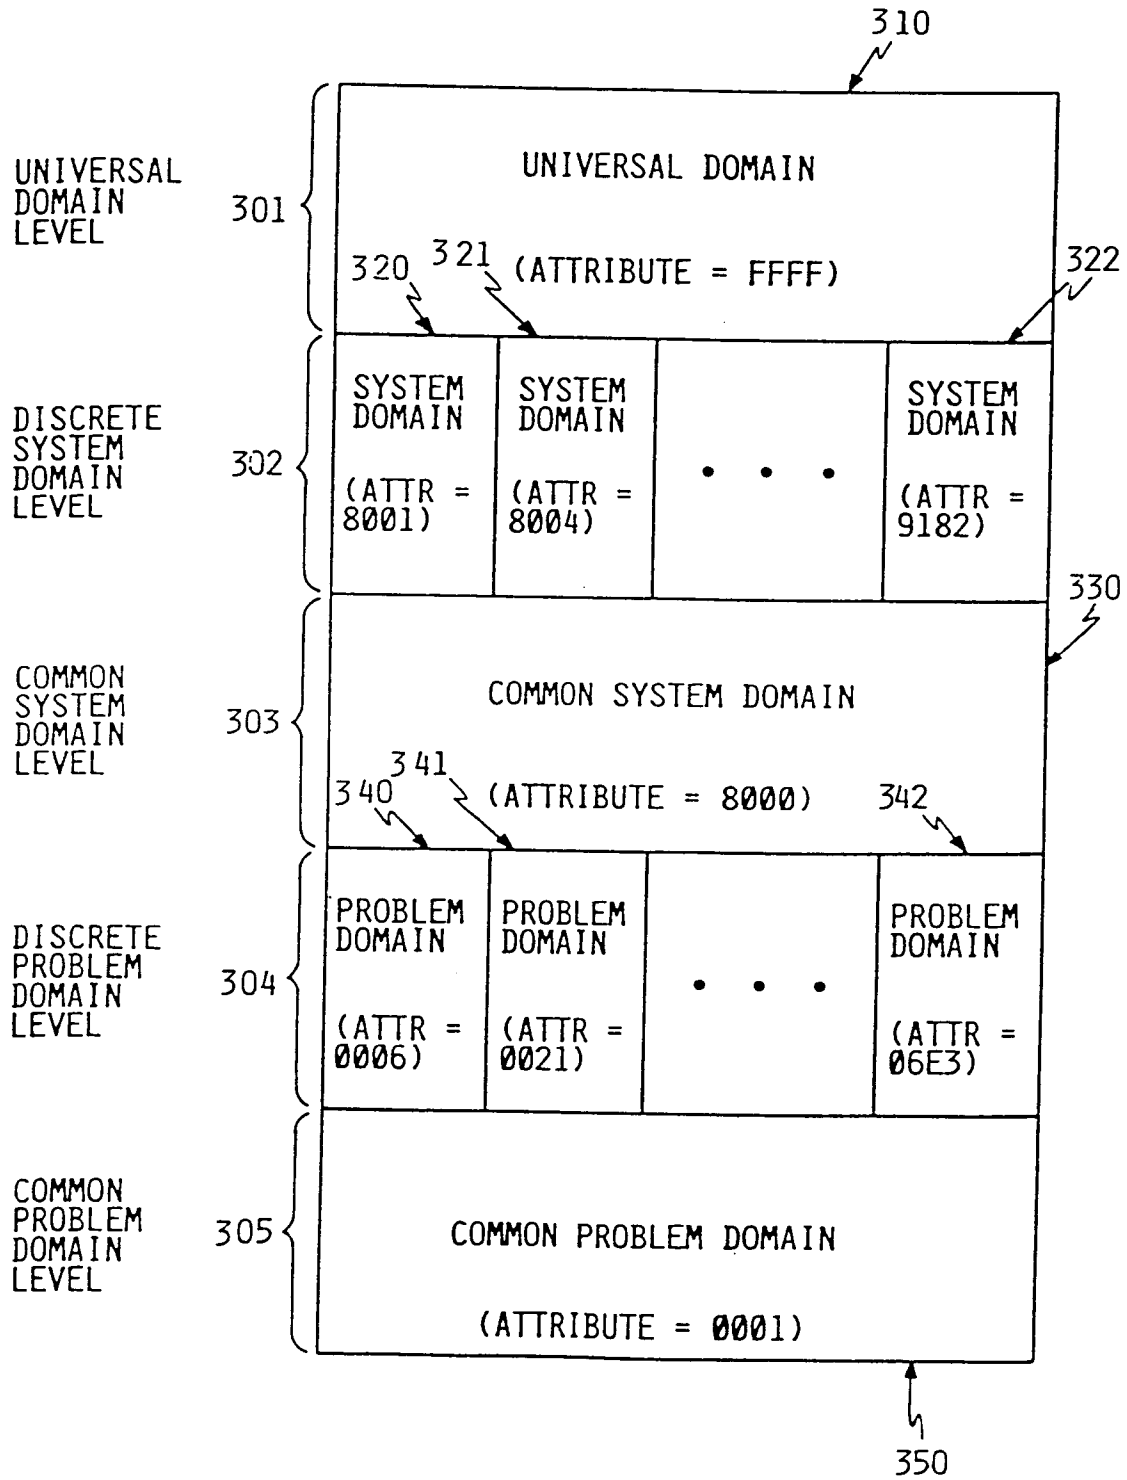 310
UNIVERSAL
DOMAIN
LEVEL
301
UNIVERSAL DOMAIN
(ATTRIBUTE = FFFF)
320
321
322
DISCRETE
SYSTEM
DOMAIN
LEVEL
302
SYSTEM
DOMAIN
(ATTR =
8001)
SYSTEM
DOMAIN
(ATTR =
8004)
• • •
SYSTEM
DOMAIN
(ATTR =
9182)
330
COMMON
SYSTEM
DOMAIN
LEVEL
303
COMMON SYSTEM DOMAIN
(ATTRIBUTE = 8000)
340
341
342
DISCRETE
PROBLEM
DOMAIN
LEVEL
304
PROBLEM
DOMAIN
(ATTR =
0006)
PROBLEM
DOMAIN
(ATTR =
0021)
• • •
PROBLEM
DOMAIN
(ATTR =
06E3)
COMMON
PROBLEM
DOMAIN
LEVEL
305
COMMON PROBLEM DOMAIN
(ATTRIBUTE = 0001)
350